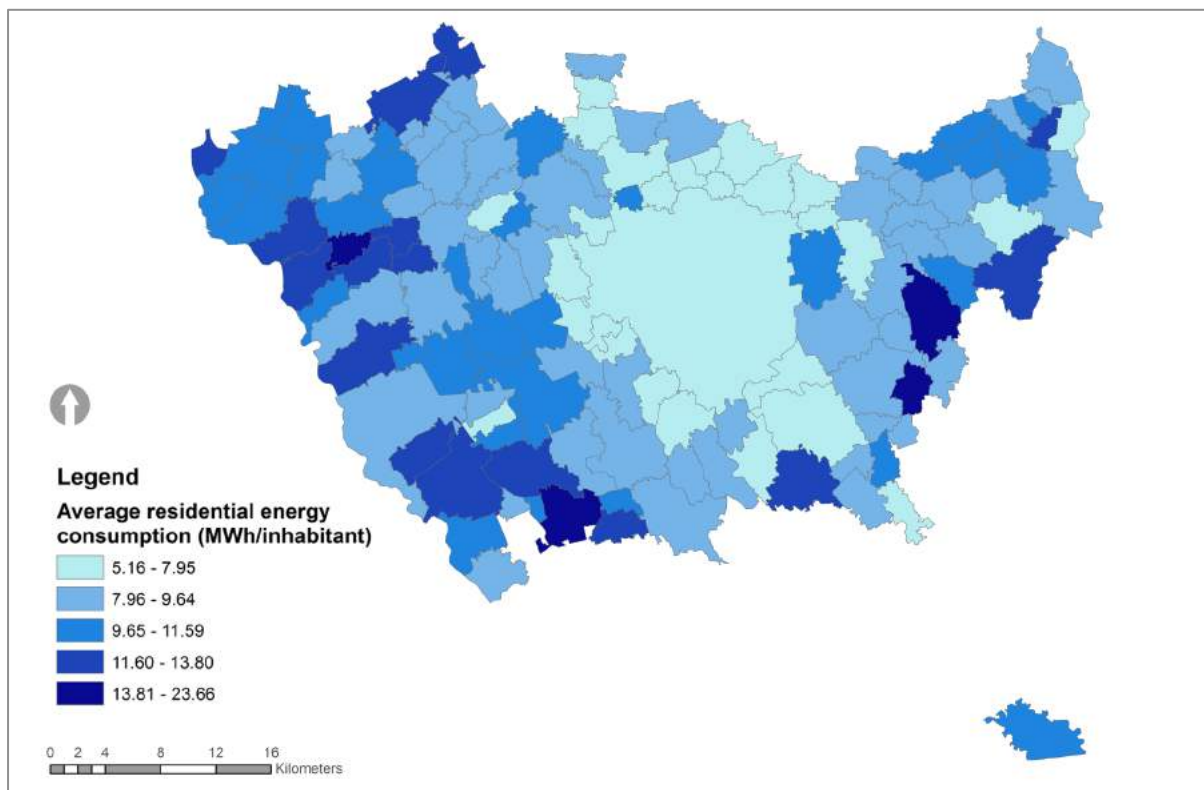 Legend
Average residential energy
consumption (MWh/inhabitant)
5.16 - 7.95
7.96 - 9.64
9.65 - 11.59
11.60 - 13.80
13.81 - 23.66
0 2 4 8 12 16
Kilometers